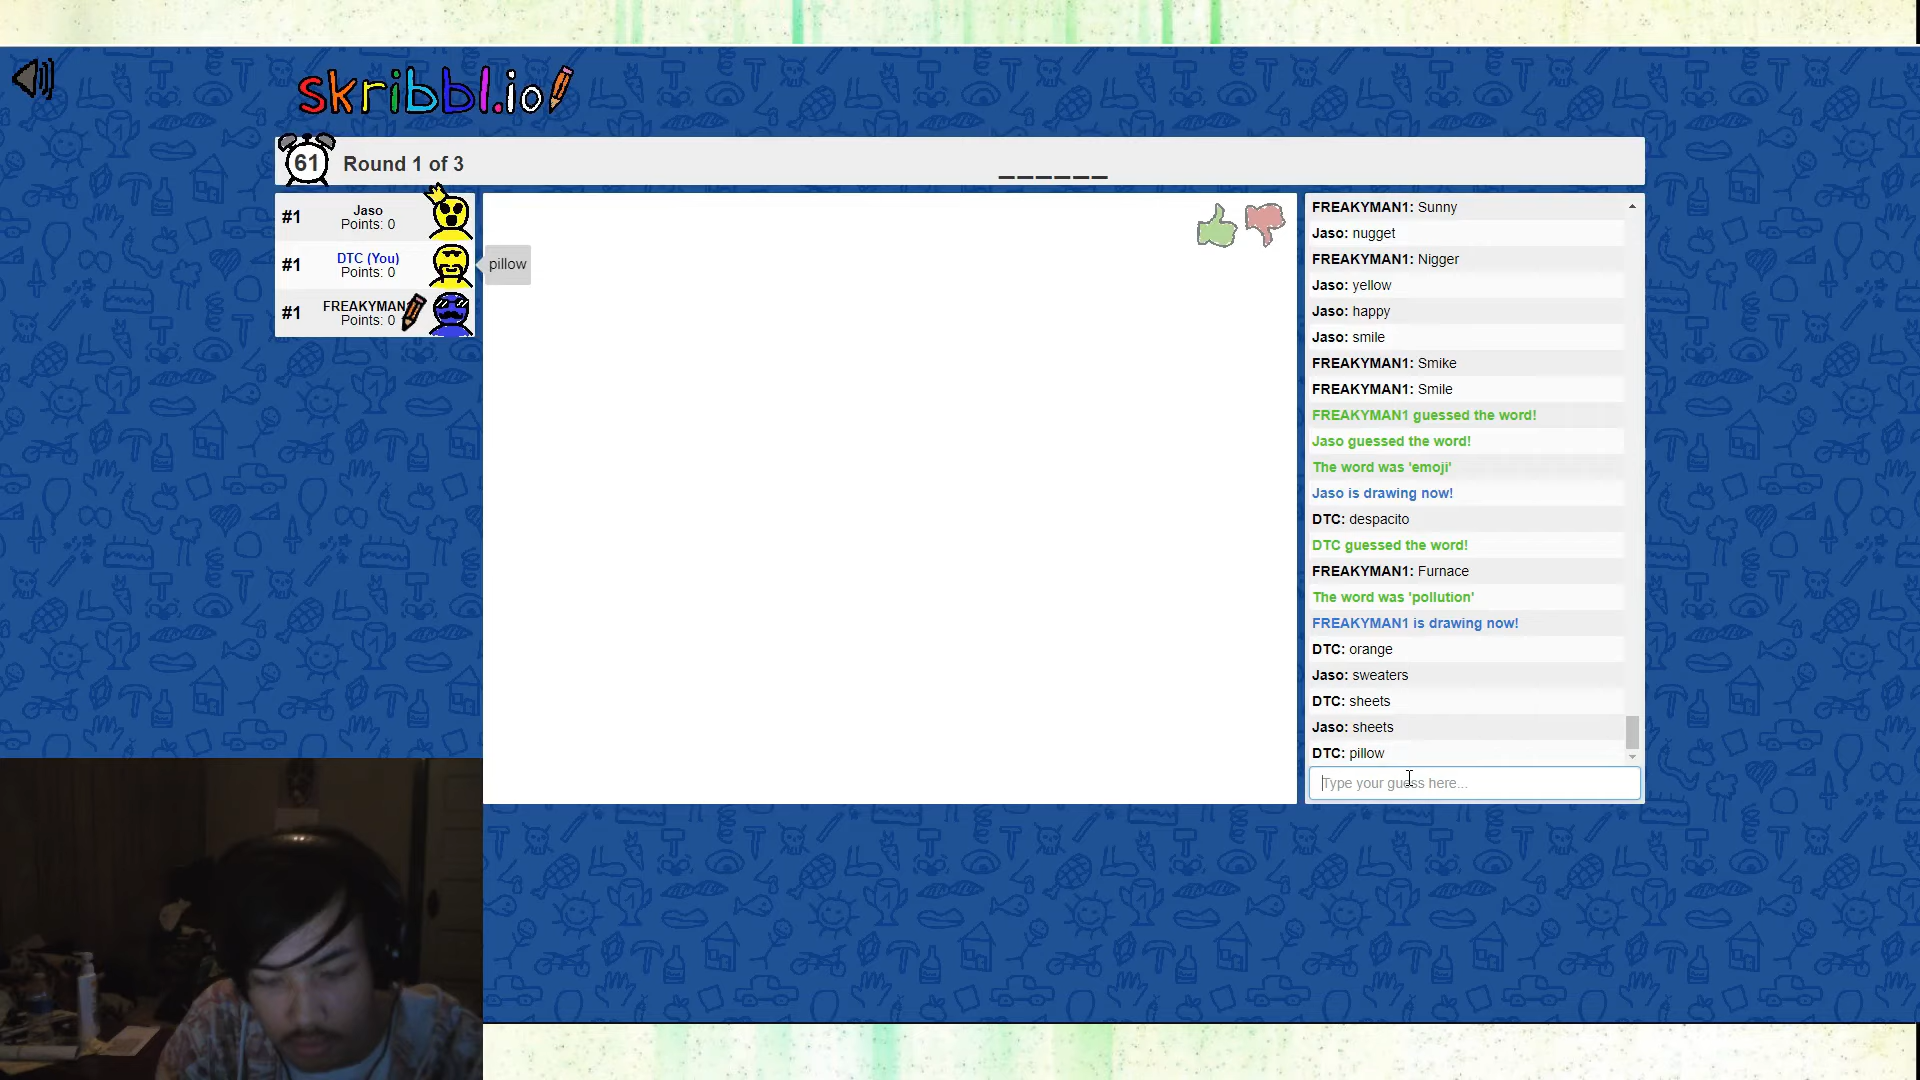 skribbl.io
61 Round 1 of 3
______
#1 Jaso
Points: 0
#1 DTC (You)
Points: 0
pillow
#1 FREAKYMAN
Points: 0
FREAKYMAN1: Sunny
Jaso: nugget
FREAKYMAN1: Nigger
Jaso: yellow
Jaso: happy
Jaso: smile
FREAKYMAN1: Smike
FREAKYMAN1: Smile
FREAKYMAN1 guessed the word!
Jaso guessed the word!
The word was 'emoji'
Jaso is drawing now!
DTC: despacito
DTC guessed the word!
FREAKYMAN1: Furnace
The word was 'pollution'
FREAKYMAN1 is drawing now!
DTC: orange
Jaso: sweaters
DTC: sheets
Jaso: sheets
DTC: pillow
Type your guess here...